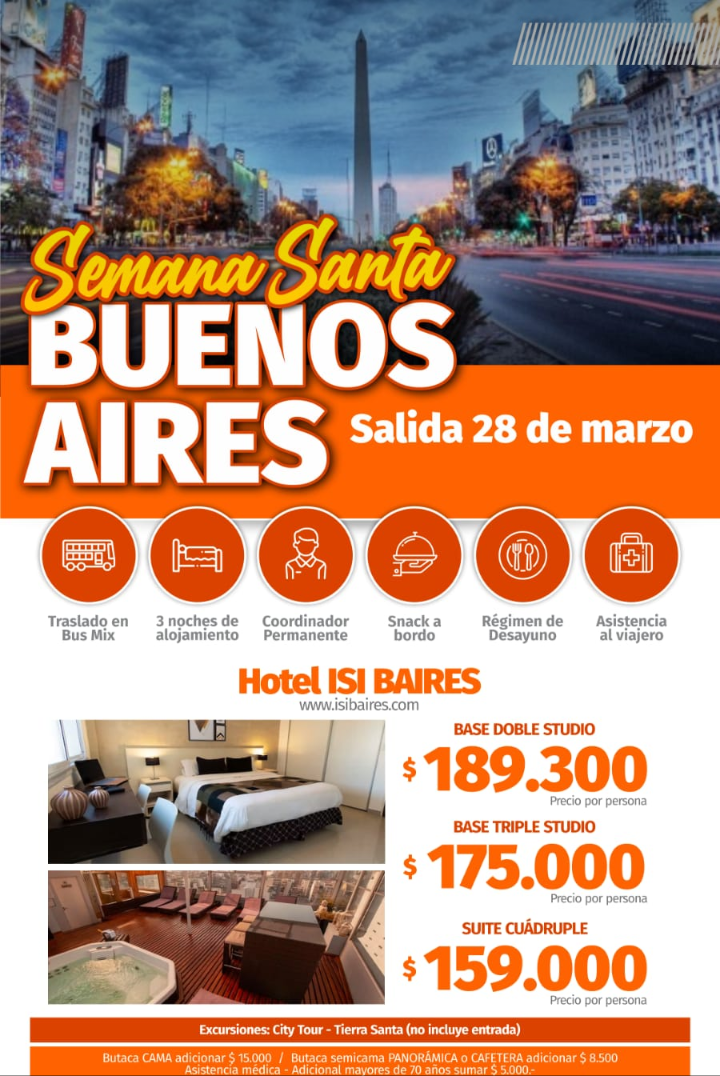 Semana Santa
BUENOS
AIRES
Salida 28 de marzo
Traslado en
Bus Mix
3 noches de
alojamiento
Coordinador
Permanente
Snack a
bordo
Régimen de
Desayuno
Asistencia
al viajero
Hotel ISI BAIRES
www.isibaires.com
BASE DOBLE STUDIO
$ 189.300
Precio por persona
BASE TRIPLE STUDIO
$ 175.000
Precio por persona
SUITE CUÁDRUPLE
$ 159.000
Precio por persona
Excursiones: City Tour - Tierra Santa (no incluye entrada)
Butaca CAMA adicionar $ 15.000 / Butaca semicama PANORÁMICA o CAFETERA adicionar $ 8.500
Asistencia médica - Adicional mayores de 70 años sumar $ 5.000.-